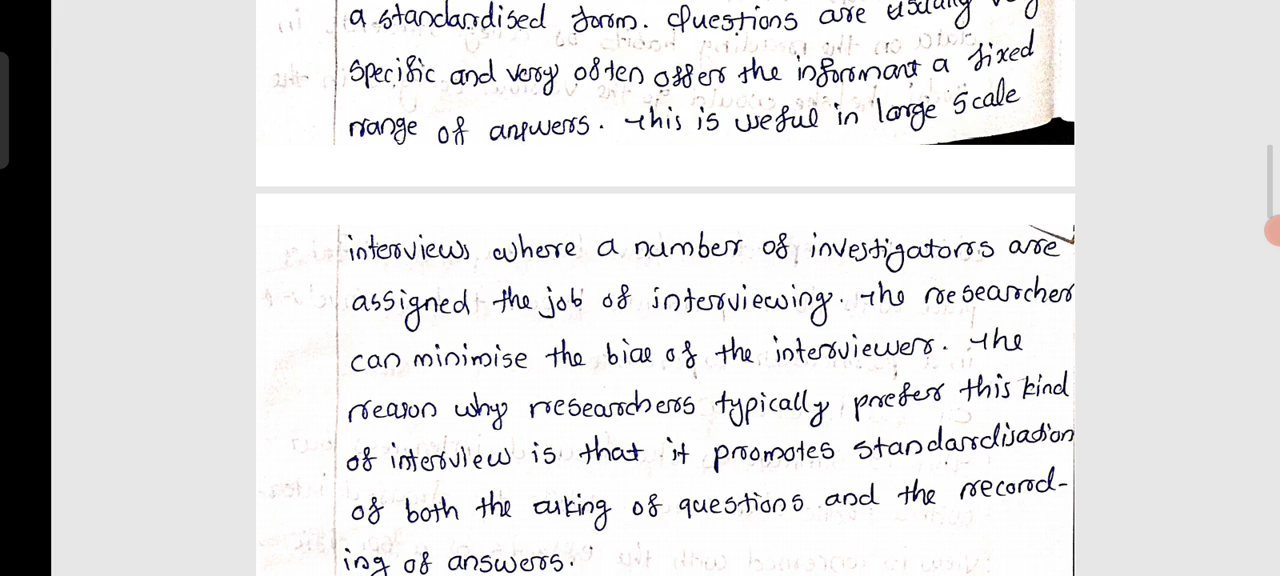 a standardised form. Questions are usually very
specific and very often offers the informant a fixed
range of answers. This is useful in large scale
interviews where a number of investigators are
assigned the job of interviewing. The researcher
can minimise the bias of the interviewers. The
reason why researchers typically prefer this kind
of interview is that it promotes standardisation
of both the asking of questions and the record-
ing of answers.